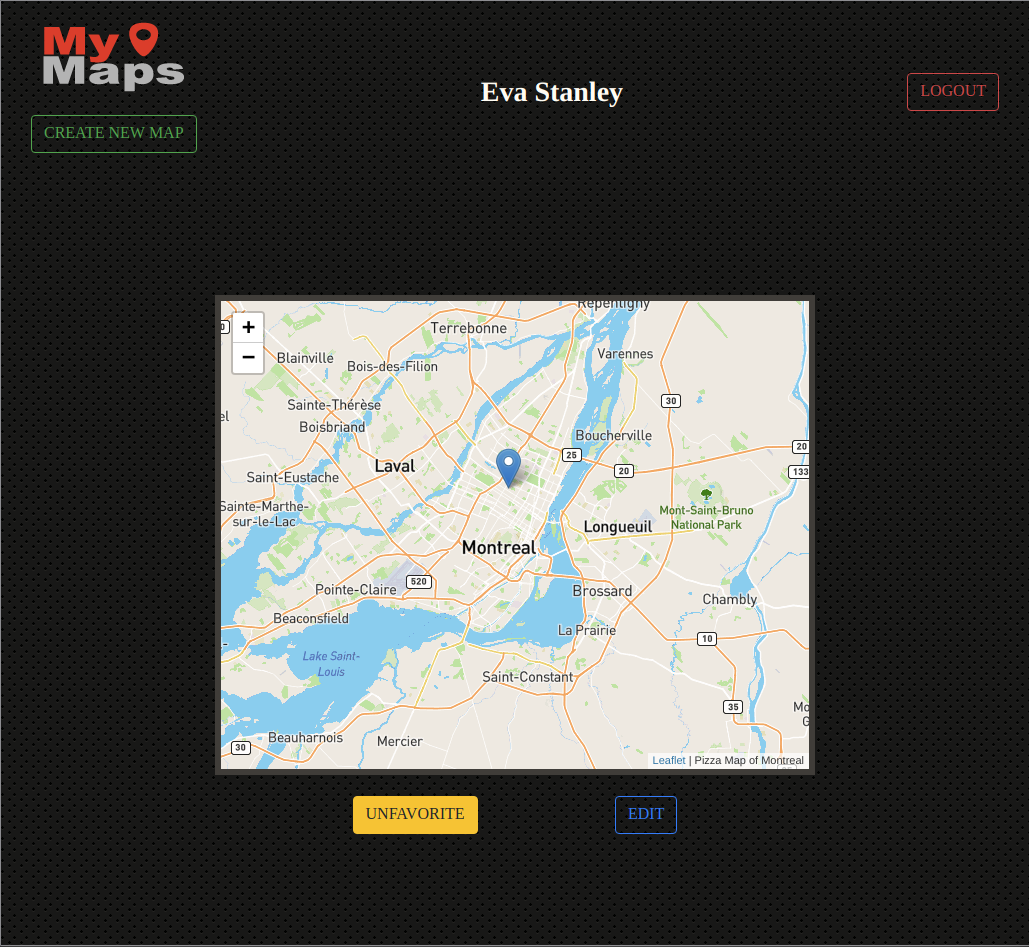 My
Maps
Eva Stanley
LOGOUT
CREATE NEW MAP
+
−
Repentigny
Terrebonne
Blainville
Bois-des-Filion
Varennes
Sainte-Thérèse
30
Boisbriand
Boucherville
20
Laval
25
20
133
Saint-Eustache
Sainte-Marthe-
sur-le-Lac
Mont-Saint-Bruno
National Park
Longueuil
Montreal
520
Pointe-Claire
Brossard
Chambly
Beaconsfield
La Prairie
10
Lake Saint-
Louis
Saint-Constant
35
Beauharnois
Mercier
30
Leaflet | Pizza Map of Montreal
UNFAVORITE
EDIT